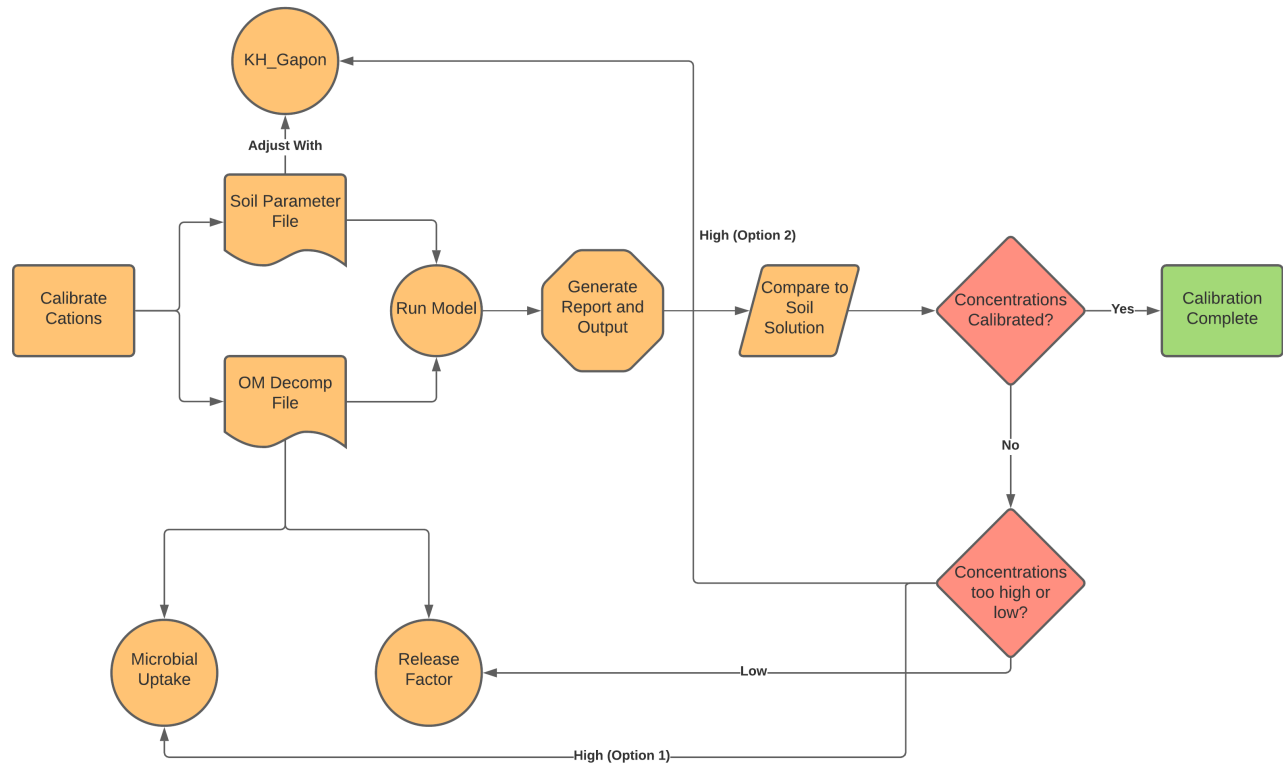 KH_Gapon
Adjust With
Soil Parameter
File
High (Option 2)
Calibrate
Cations
Run Model
Generate
Report and
Output
Compare to
Soil
Solution
Concentrations
Calibrated?
Yes
Calibration
Complete
OM Decomp
File
No
Concentrations
too high or
low?
Microbial
Uptake
Release
Factor
Low
High (Option 1)